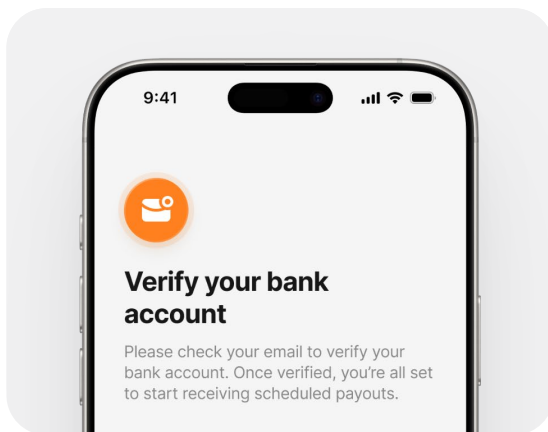 9:41
Verify your bank
account
Please check your email to verify your
bank account. Once verified, you're all set
to start receiving scheduled payouts.